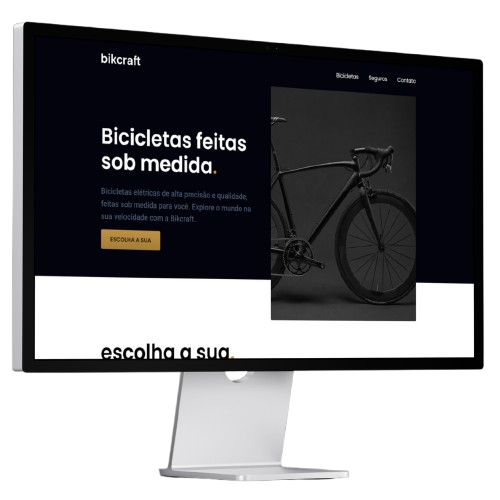 bikcraft
Bicicletas
Seguros
Contato
Bicicletas feitas
sob medida.
Bicicletas elétricas de alta precisão e qualidade,
feitas sob medida para você. Explore o mundo na
sua velocidade com a Bikcraft.
ESCOLHA A SUA
escolha a sua.